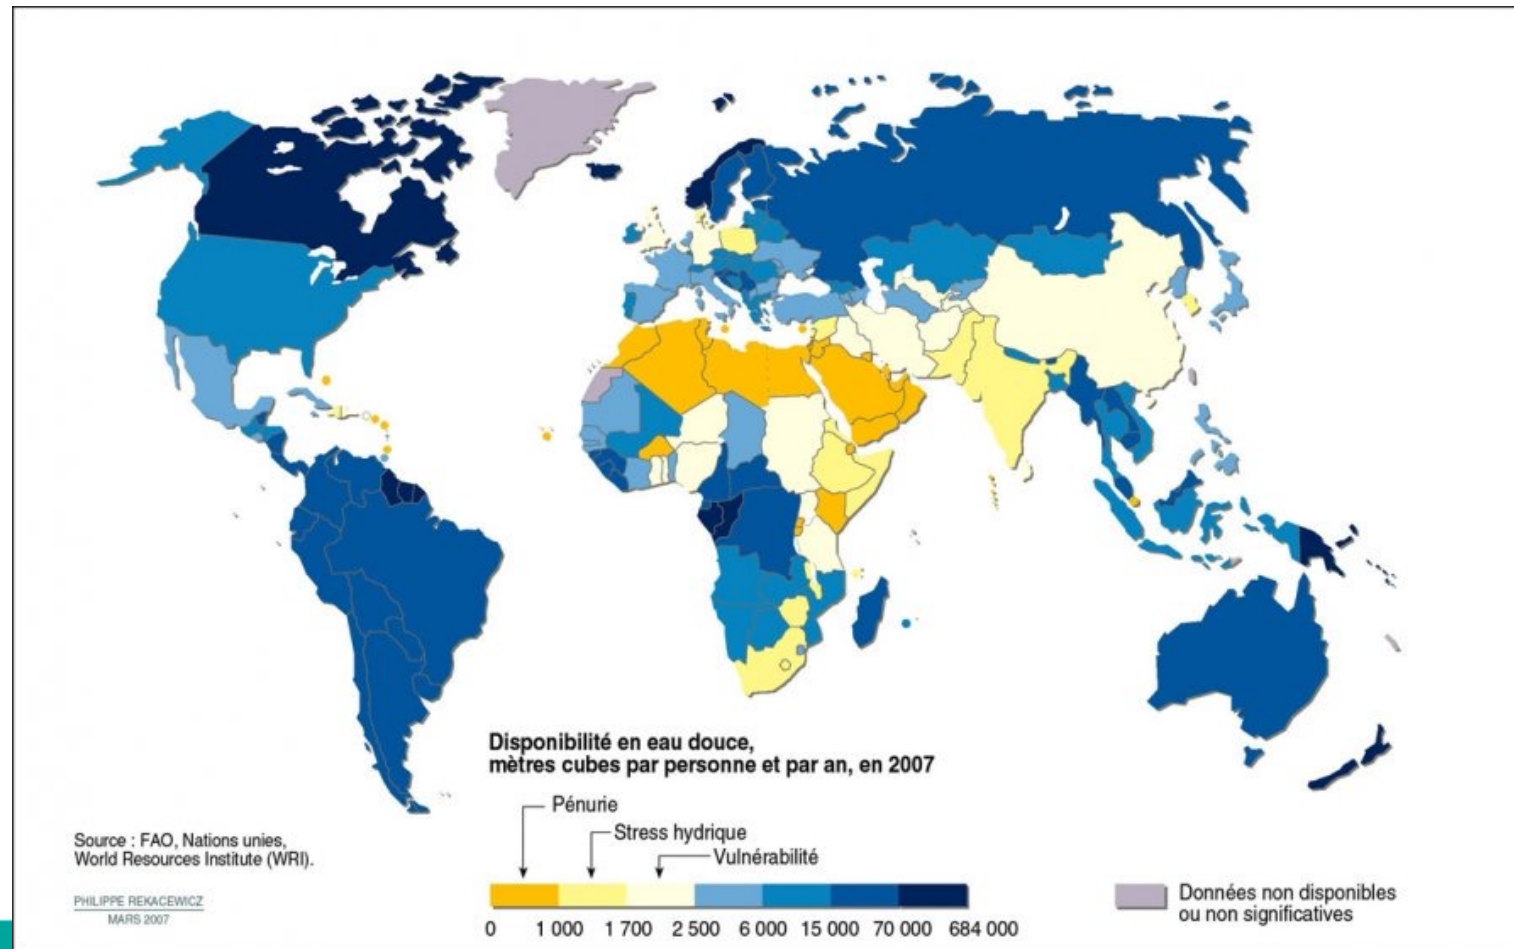 Disponibilité en eau douce,
mètres cubes par personne et par an, en 2007
Pénurie
Stress hydrique
Vulnérabilité
0 1 000 1 700 2 500 6 000 15 000 70 000 684 000
Données non disponibles
ou non significatives
Source : FAO, Nations unies,
World Resources Institute (WRI).
PHILIPPE REKACEWICZ
MARS 2007